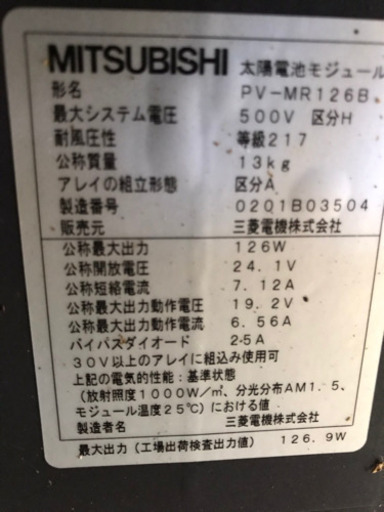 MITSUBISHI 太陽電池モジュール
形名 PV-MR126B
最大システム電圧 500V 区分H
耐風圧性 等級217
公称質量 13kg
アレイの組立形態 区分A
製造番号 0201B03504
販売元 三菱電機株式会社
公称最大出力 126W
公称開放電圧 24.1V
公称短絡電流 7.12A
公称最大出力動作電圧 19.2V
公称最大出力動作電流 6.56A
バイパスダイオード 25A
30V以上のアレイに組込み使用可
上記の電気的性能:基準状態
(放射照度1000W/㎡、分光分布AM1.5、
モジュール温度25℃)における値
製造者名 三菱電機株式会社
最大出力(工場出荷検査出力値) 126.9W